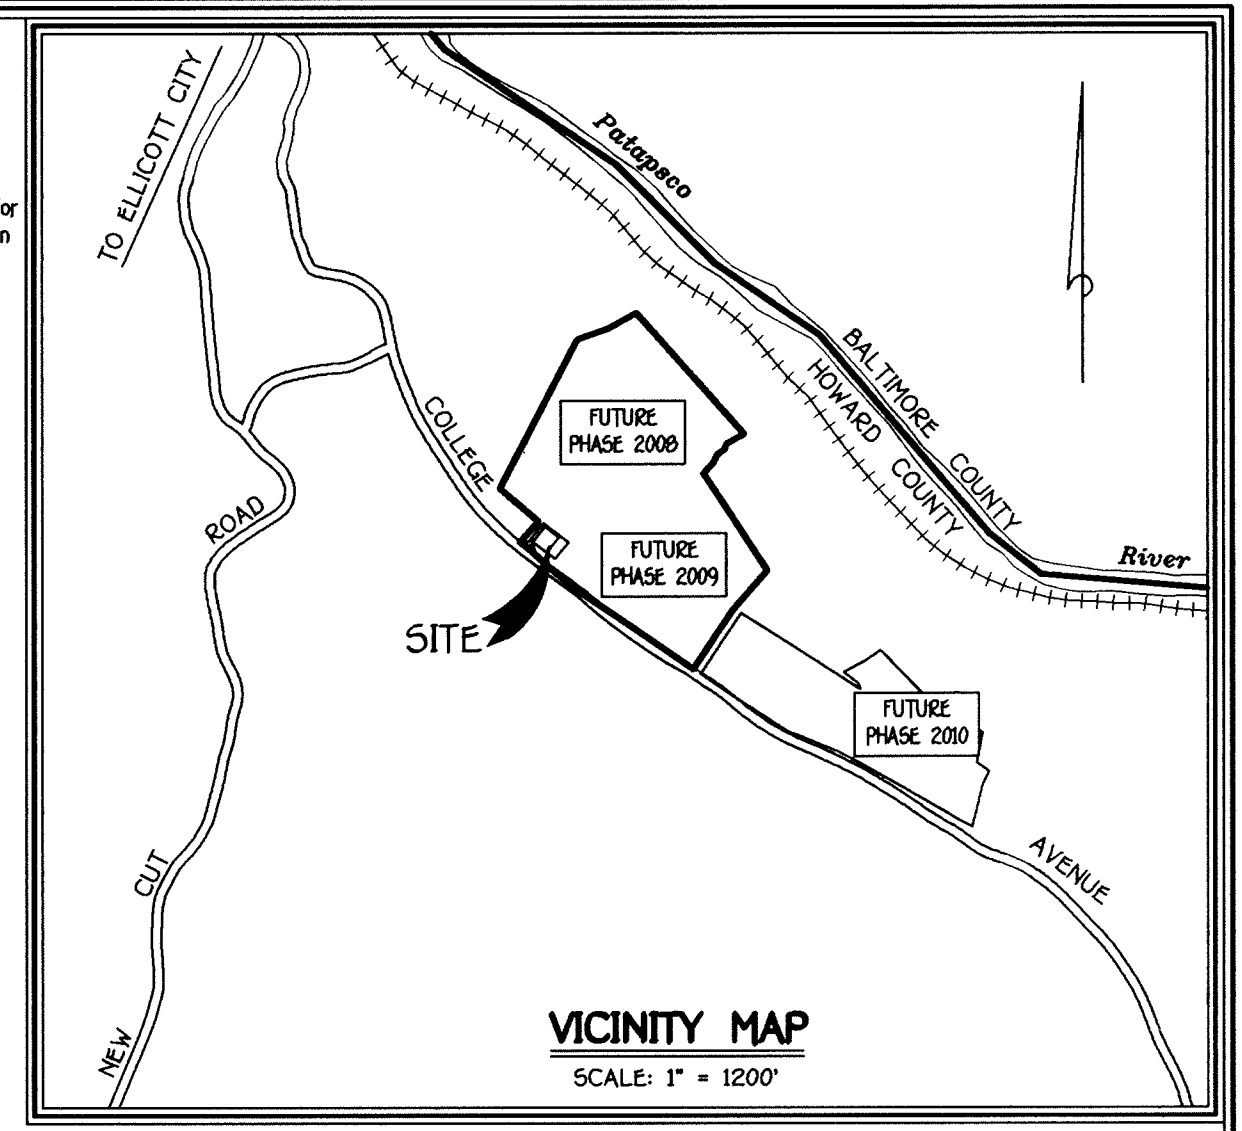 or
n
TO ELLICOTT CITY
Patapsco
BALTIMORE COUNTY
HOWARD COUNTY
River
COLLEGE
AVENUE
FUTURE
PHASE 2008
FUTURE
PHASE 2009
SITE
FUTURE
PHASE 2010
ROAD
CUT
NEW
VICINITY MAP
SCALE: 1" = 1200'